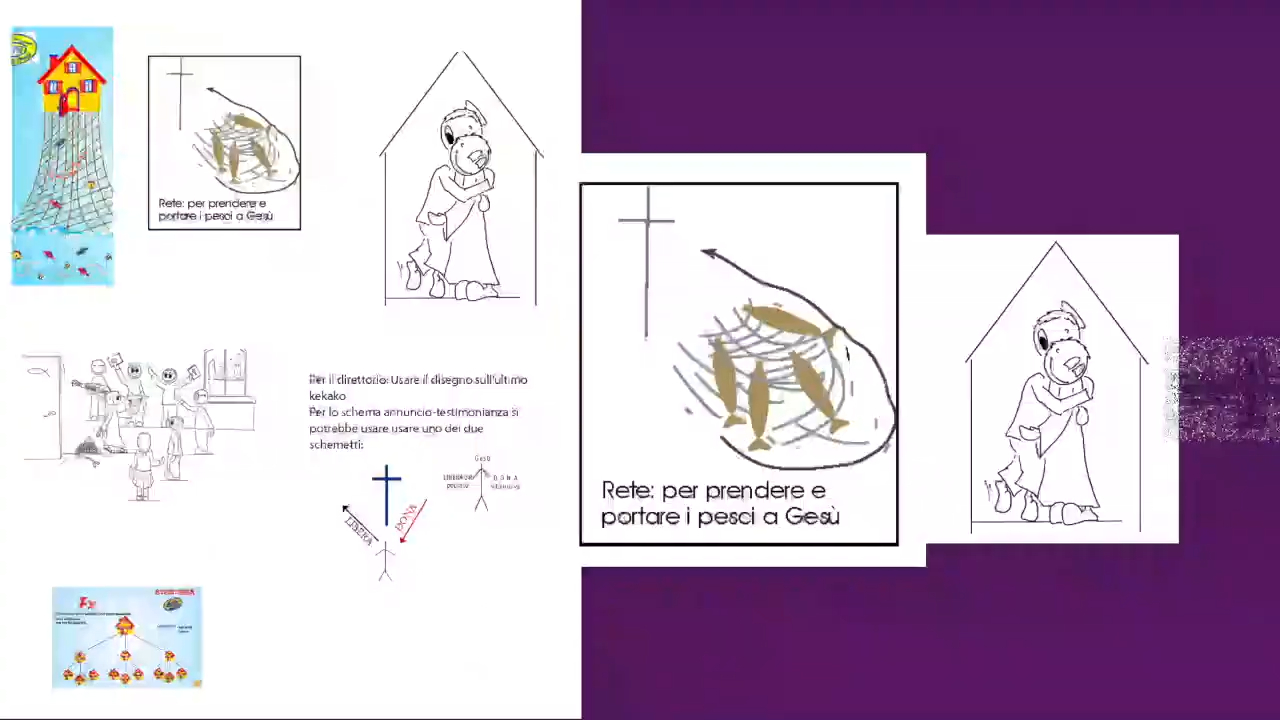 Rete: per prendere e
portare i pesci a Gesù
Per il direttorio: Usare il disegno sull'ultimo
kekako
Per lo schema annuncio-testimonianza si
potrebbe usare usare uno dei due
schemetti:
Gesù
DONA
LIBERA
DONA
Rete: per prendere e
portare i pesci a Gesù